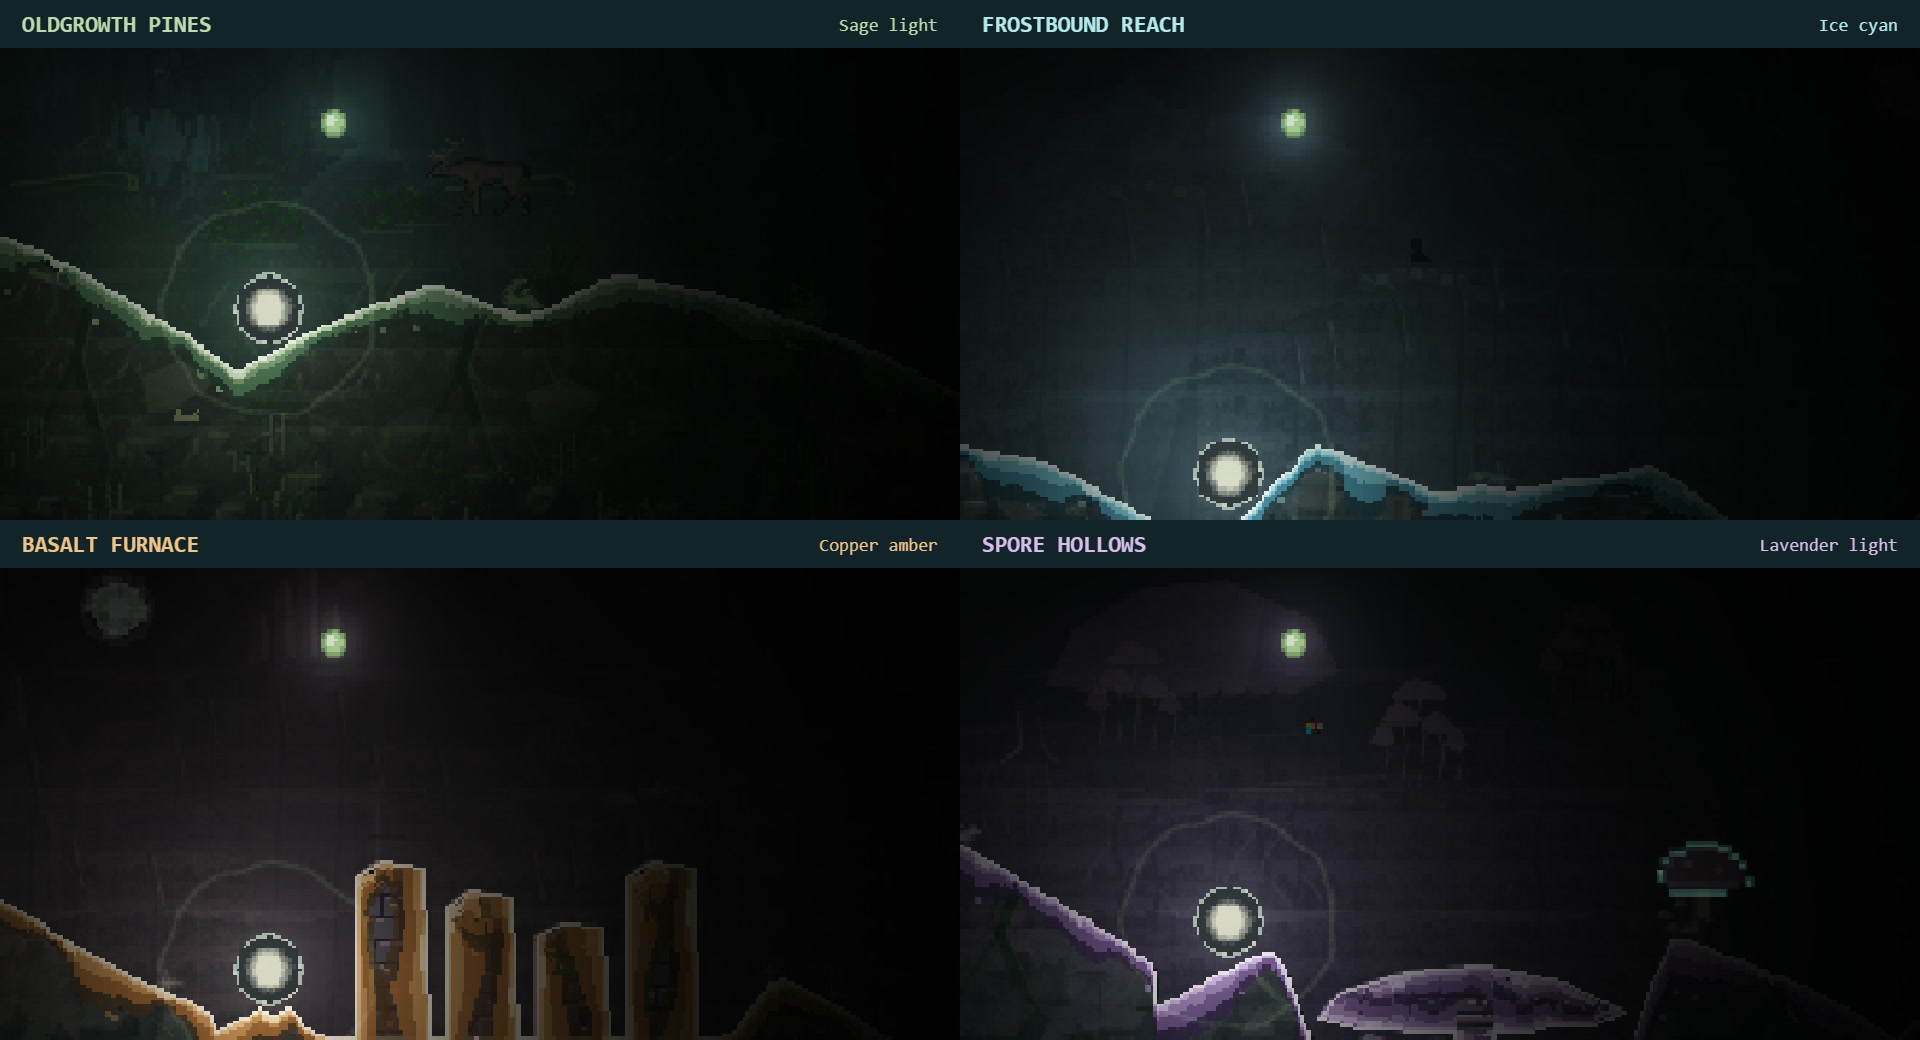 OLDGROWTH PINES
Sage light
FROSTBOUND REACH
Ice cyan
BASALT FURNACE
Copper amber
SPORE HOLLOWS
Lavender light